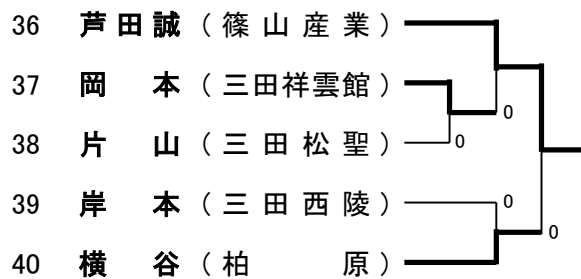 36 芦田誠（篠山産業）
37 岡本（三田祥雲館）
0
38 片山（三田松聖）
0
39 岸本（三田西陵）
0
0
40 横谷（柏原）